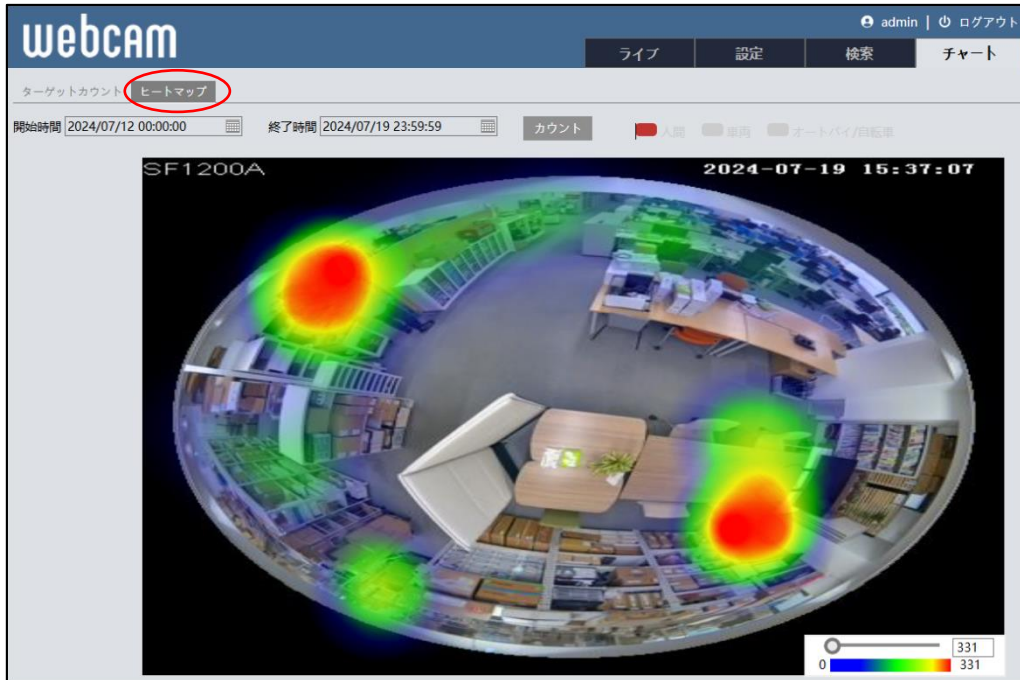 webcam
admin | ログアウト
ライブ 設定 検索 チャート
ターゲットカウント ヒートマップ
開始時間 2024/07/12 00:00:00 終了時間 2024/07/19 23:59:59 カウント 人間 車両 オートバイ/自転車
SF1200A 2024-07-19 15:37:07
331
0 331